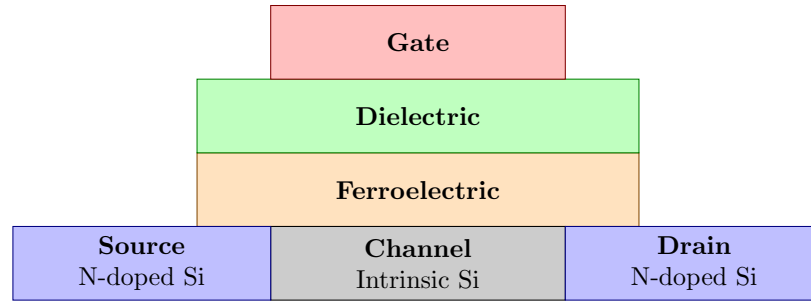 Gate
Dielectric
Ferroelectric
Source
N-doped Si
Channel
Intrinsic Si
Drain
N-doped Si